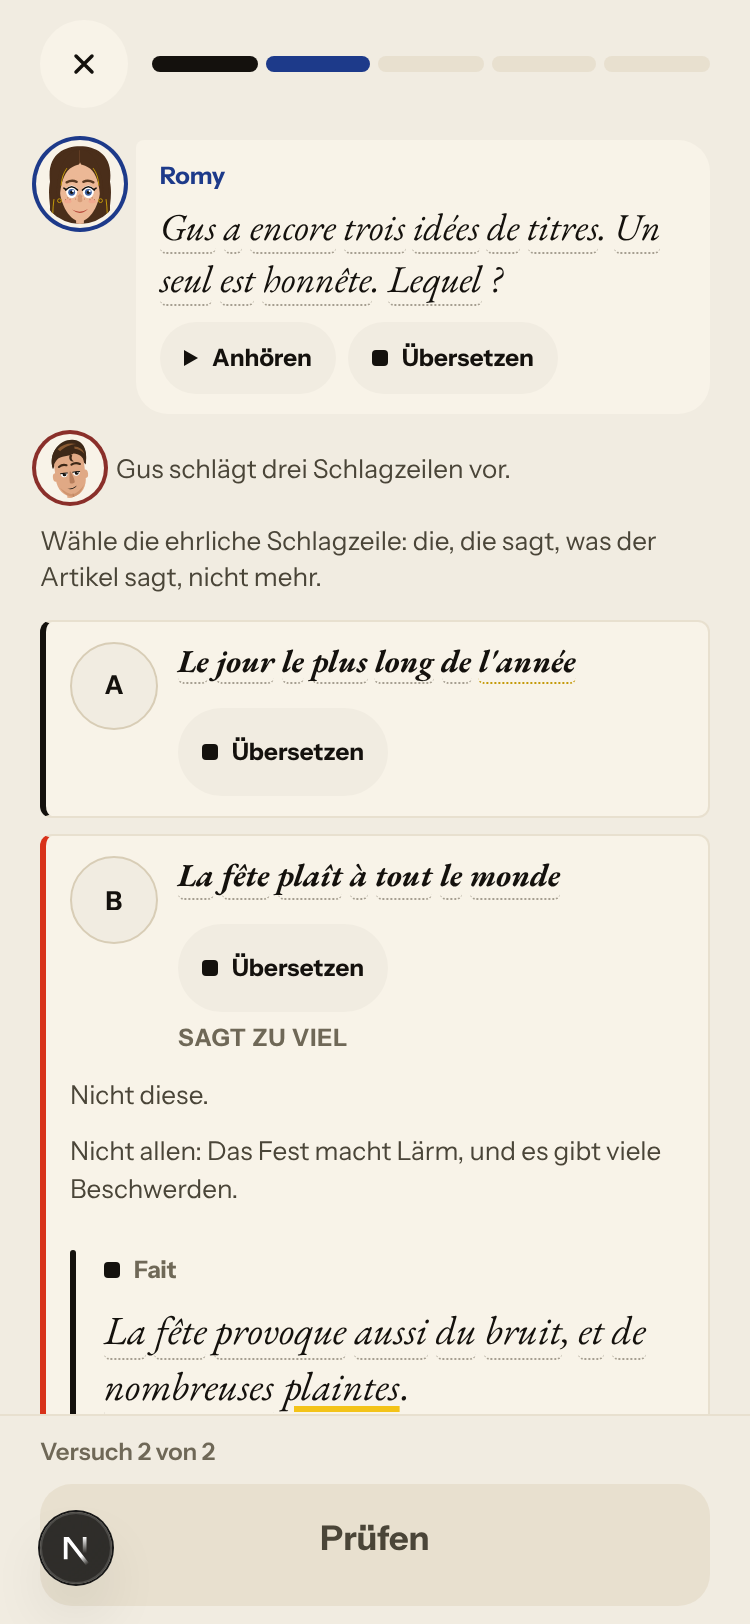 Romy
Gus a encore trois idées de titres. Un
seul est honnête. Lequel ?
Anhören
Übersetzen
Gus schlägt drei Schlagzeilen vor.
Wähle die ehrliche Schlagzeile: die, die sagt, was der
Artikel sagt, nicht mehr.
A
Le jour le plus long de l'année
Übersetzen
B
La fête plaît à tout le monde
Übersetzen
SAGT ZU VIEL
Nicht diese.
Nicht allen: Das Fest macht Lärm, und es gibt viele
Beschwerden.
Fait
La fête provoque aussi du bruit, et de
nombreuses plaintes.
Versuch 2 von 2
Prüfen
N